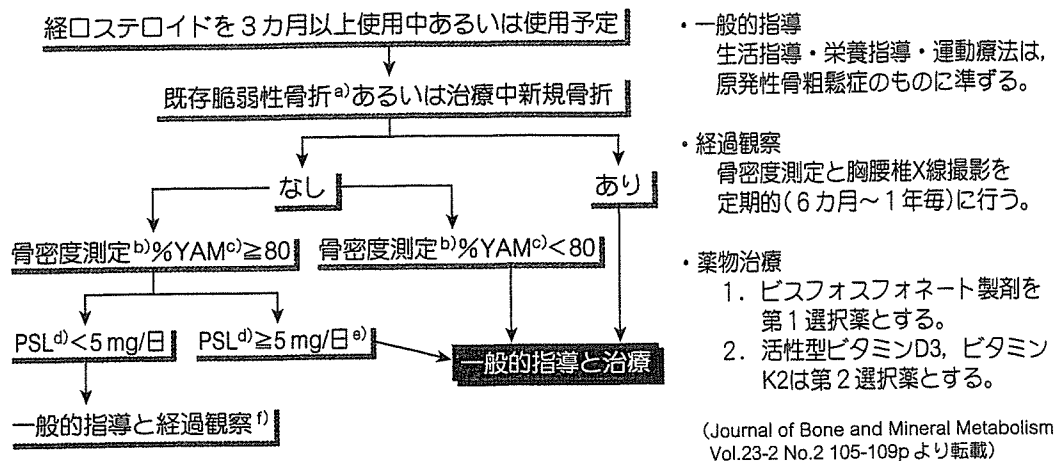 経口ステロイドを3カ月以上使用中あるいは使用予定
既存脆弱性骨折a)あるいは治療中新規骨折
なし
あり
骨密度測定b)%YAMc)≧80
骨密度測定b)%YAMc)<80
PSLd)<5mg/日
PSLd)≧5mg/日e)
一般的指導と治療
一般的指導と経過観察f)
・一般的指導
生活指導・栄養指導・運動療法は,
原発性骨粗鬆症のものに準ずる。
・経過観察
骨密度測定と胸腰椎X線撮影を
定期的(6カ月~1年毎)に行う。
・薬物治療
1. ビスフォスフォネート製剤を
第1選択薬とする。
2. 活性型ビタミンD3, ビタミン
K2は第2選択薬とする。
(Journal of Bone and Mineral Metabolism
Vol.23-2 No.2 105-109pより転載)